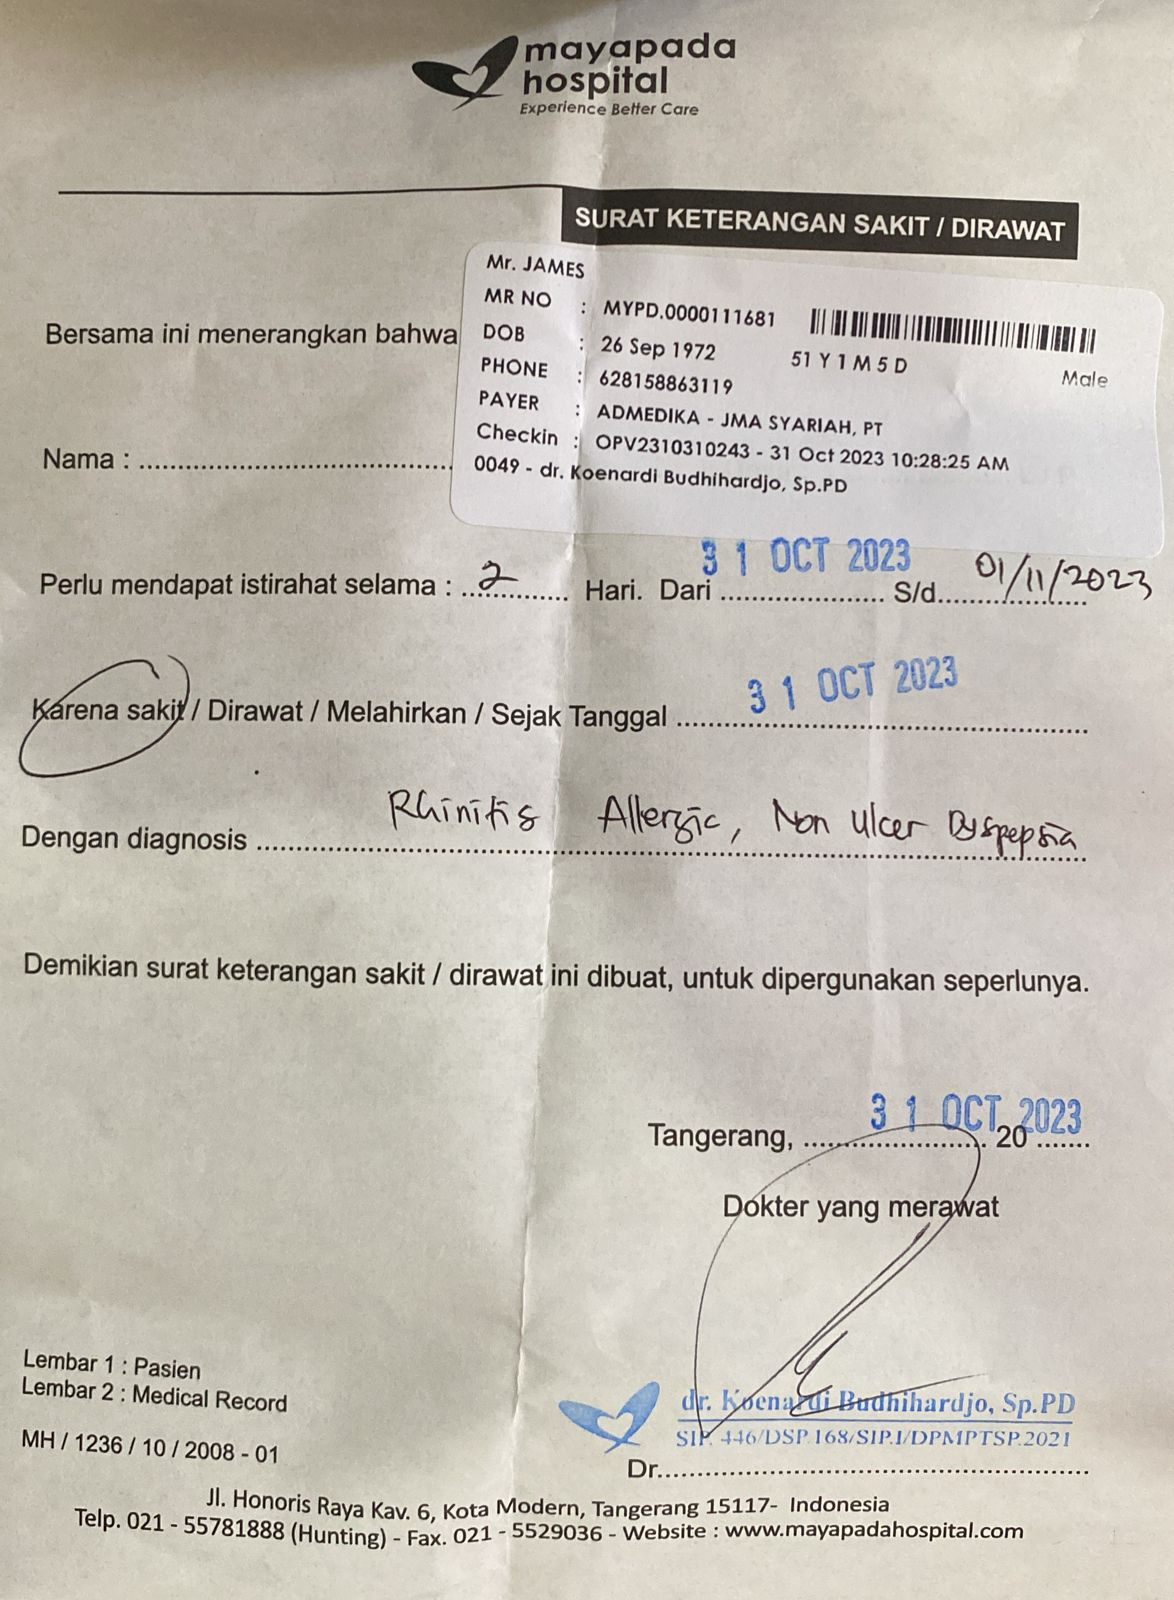 mayapada
hospital
Experience Better Care
SURAT KETERANGAN SAKIT / DIRAWAT
Mr. JAMES
MR NO : MYPD.0000111681
DOB : 26 Sep 1972 51 Y 1 M 5 D Male
PHONE : 628158863119
PAYER : ADMEDIKA - JMA SYARIAH, PT
Checkin : OPV2310310243 - 31 Oct 2023 10:28:25 AM
0049 - dr. Koenardi Budhihardjo, Sp.PD
Bersama ini menerangkan bahwa
Nama : ........................................
Perlu mendapat istirahat selama : 2 Hari. Dari 31 OCT 2023 S/d 01/11/2023
Karena sakit / Dirawat / Melahirkan / Sejak Tanggal 31 OCT 2023
Dengan diagnosis Rhinitis Allergic, Non Ulcer Dyspepsia
Demikian surat keterangan sakit / dirawat ini dibuat, untuk dipergunakan seperlunya.
Tangerang, 31 OCT 2023 20 .......
Dokter yang merawat
dr. Koenardi Budhihardjo, Sp.PD
SIP. 446/DSP.168/SIP.I/DPMPTSP.2021
Dr..............................................................
Lembar 1 : Pasien
Lembar 2 : Medical Record
MH / 1236 / 10 / 2008 - 01
Jl. Honoris Raya Kav. 6, Kota Modern, Tangerang 15117- Indonesia
Telp. 021 - 55781888 (Hunting) - Fax. 021 - 5529036 - Website : www.mayapadahospital.com